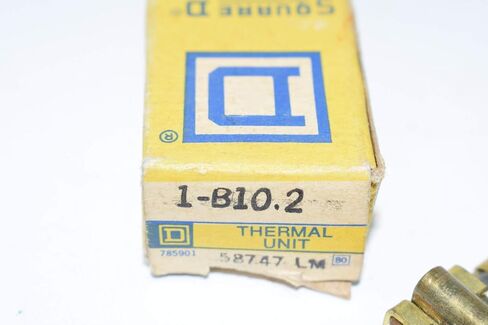 SQUARE D
®
1-B10.2
D
THERMAL
UNIT
785901
58747 LM
80